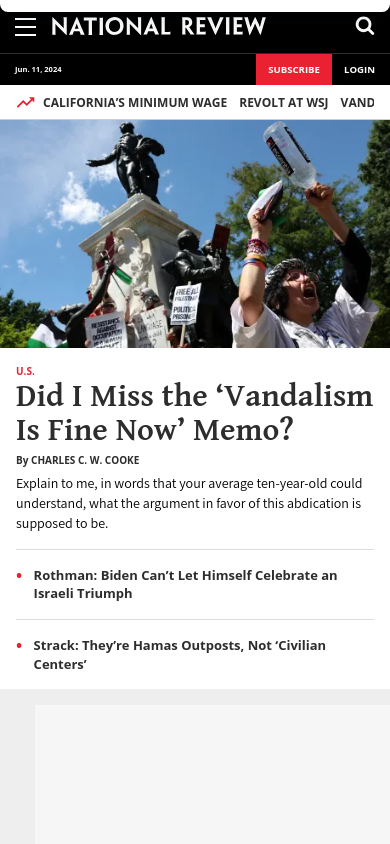 NATIONAL REVIEW
Jun. 11, 2024
SUBSCRIBE
LOGIN
CALIFORNIA'S MINIMUM WAGE REVOLT AT WSJ VAND
RESISTANCE
AGAINST
OCCUPATION
IS A HUMAN
FREE ALL
PALESTINIAN
POLITICAL
PRISONERS
U.S.
Did I Miss the ‘Vandalism
Is Fine Now’ Memo?
By CHARLES C. W. COOKE
Explain to me, in words that your average ten-year-old could
understand, what the argument in favor of this abdication is
supposed to be.
Rothman: Biden Can’t Let Himself Celebrate an
Israeli Triumph
Strack: They’re Hamas Outposts, Not ‘Civilian
Centers’